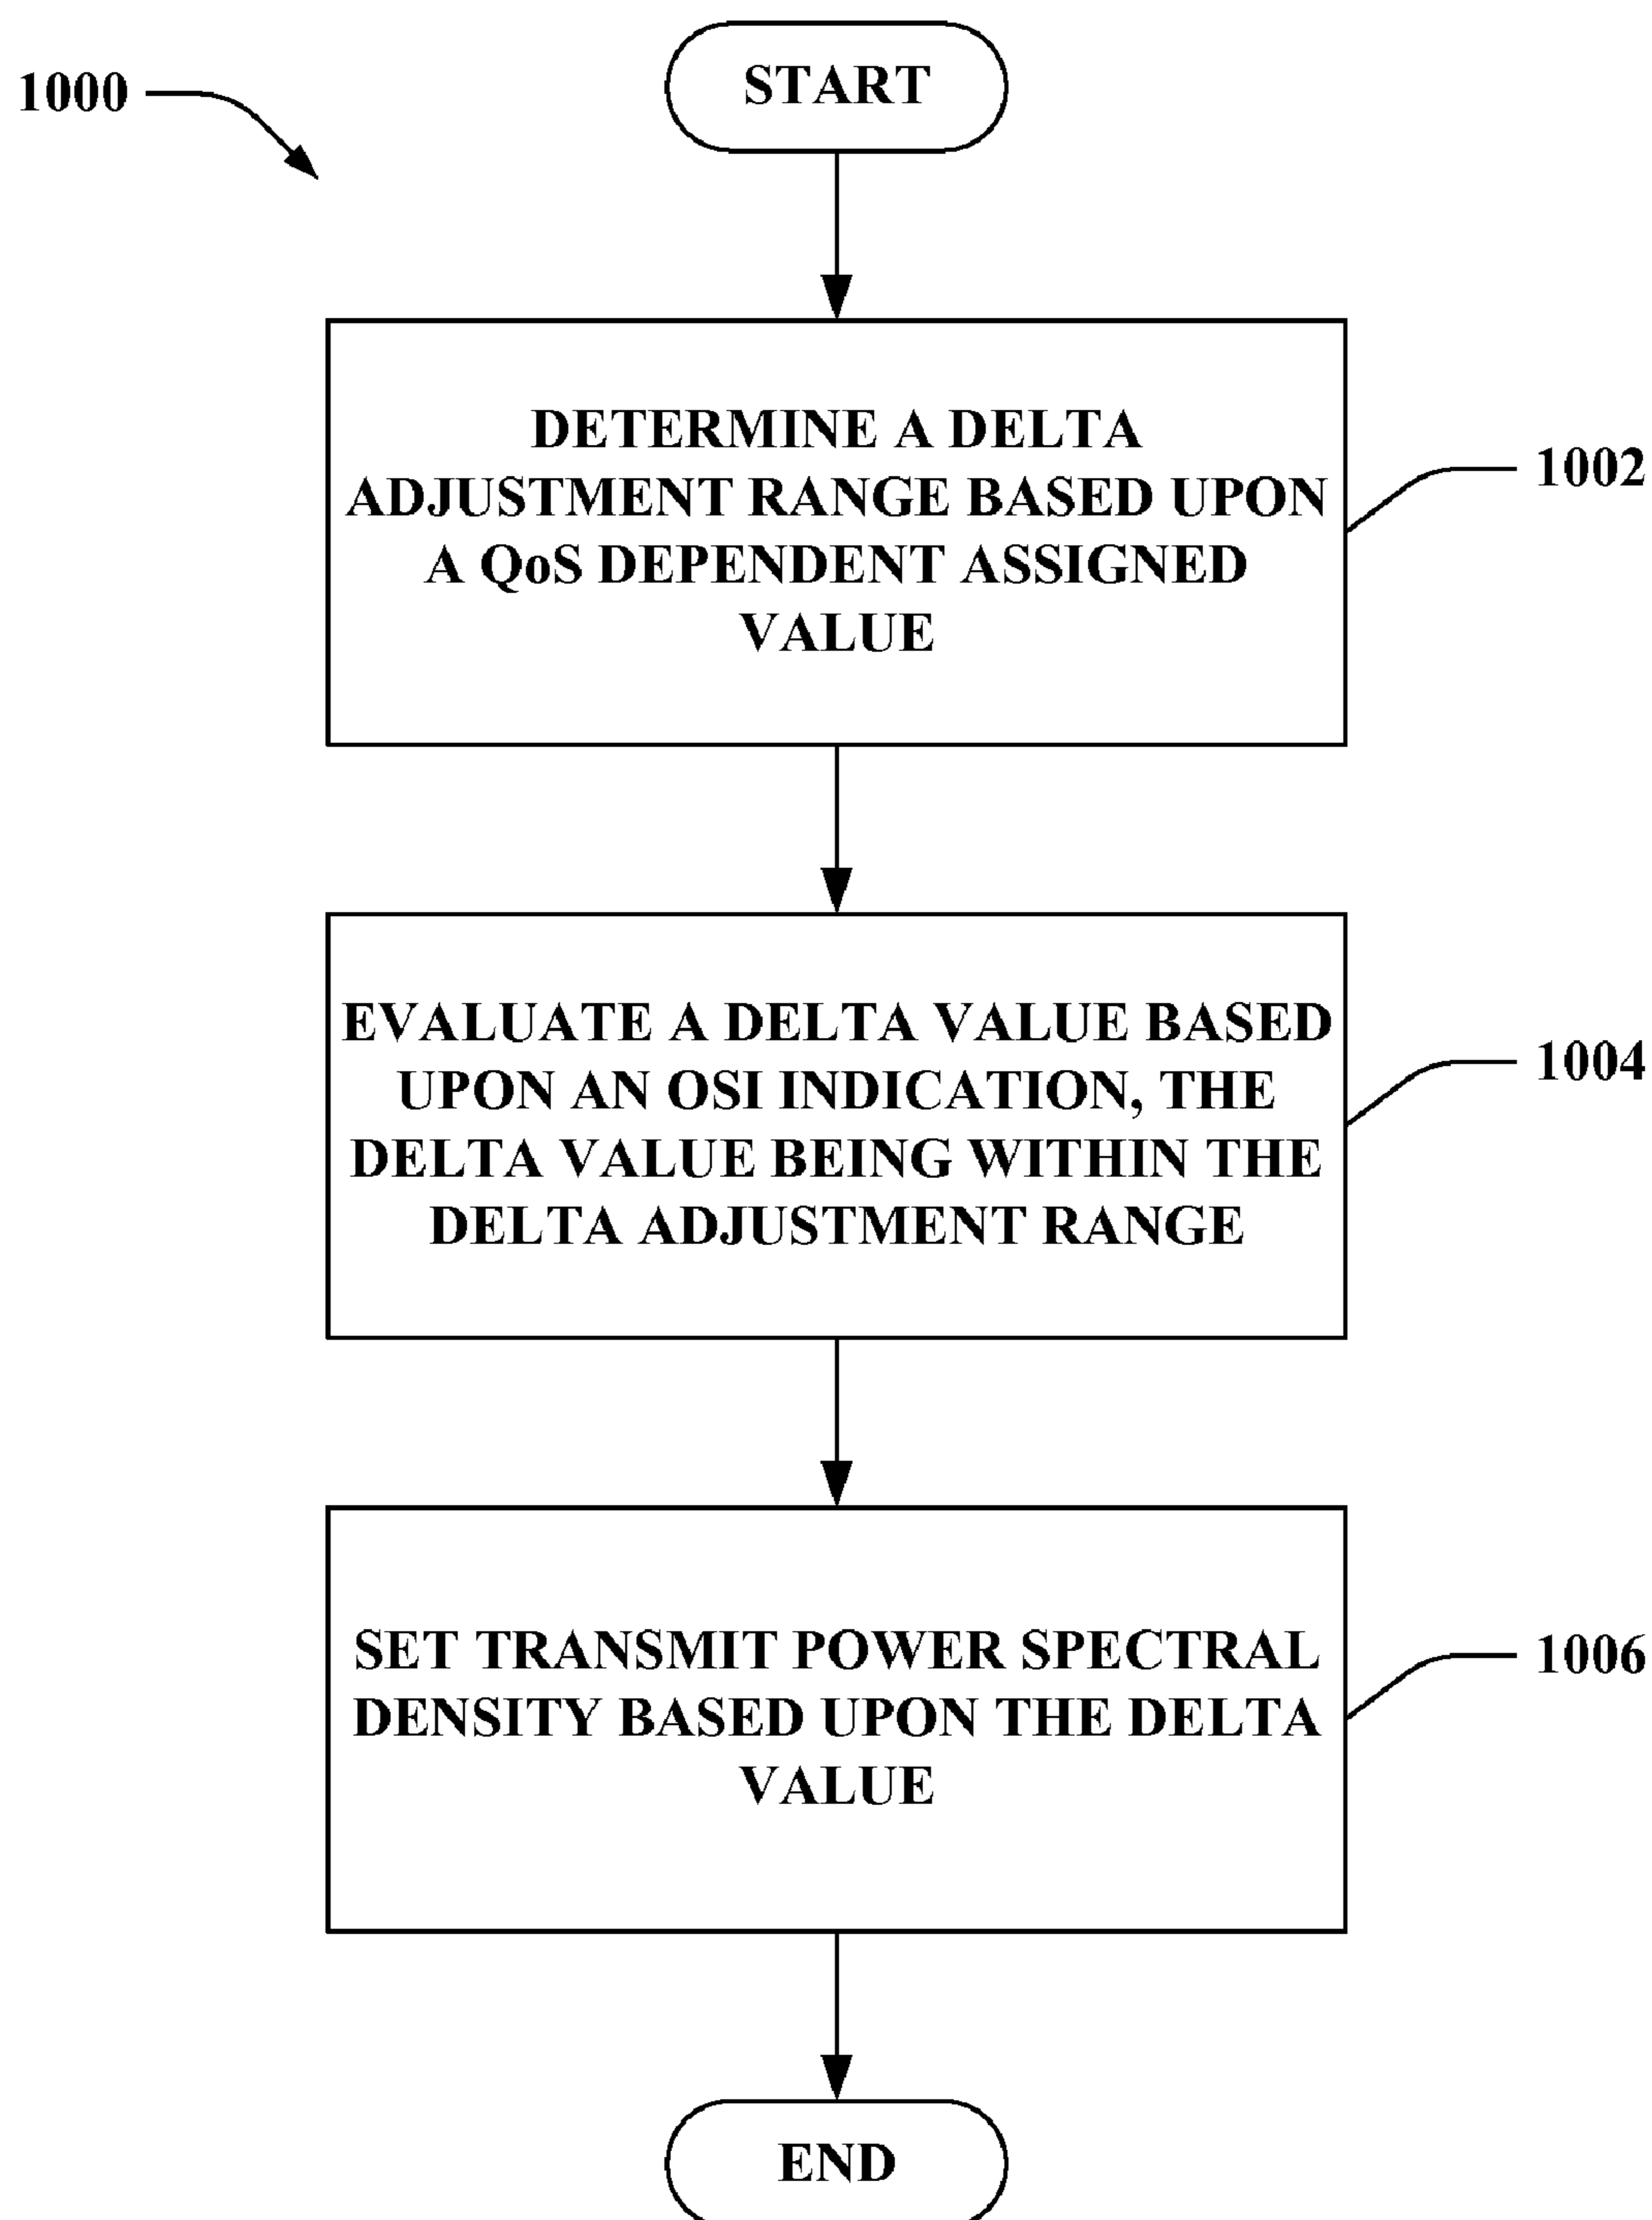 1000
START
DETERMINE A DELTA
ADJUSTMENT RANGE BASED UPON
A QoS DEPENDENT ASSIGNED
VALUE
1002
EVALUATE A DELTA VALUE BASED
UPON AN OSI INDICATION, THE
DELTA VALUE BEING WITHIN THE
DELTA ADJUSTMENT RANGE
1004
SET TRANSMIT POWER SPECTRAL
DENSITY BASED UPON THE DELTA
VALUE
1006
END